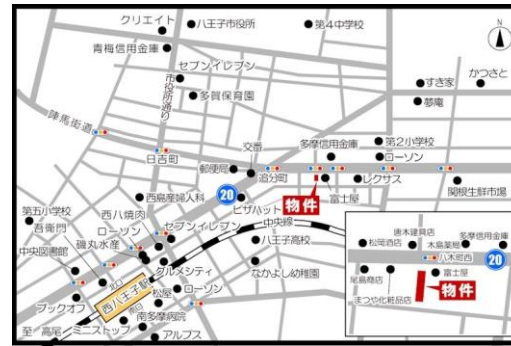 クリエイト
八王子市役所
第4中学校
N
青梅信用金庫
セブンイレブン
市役所通り
多賀保育園
すき家
かつさと
夢庵
陣馬街道
日吉町
交番
郵便局
追分町
多摩信用金庫
第2小学校
ローソン
20
物件
富士屋
レクサス
関根生鮮市場
西島産婦人科
ピザハット
中央線
第五小学校
吾衛門
西八焼肉
ローソン
セブンイレブン
中央図書館
磯丸水産
八王子高校
グルメシティ
なかよし幼稚園
北口
西八王子駅
南口
松屋
ローソン
ブックオフ
南多摩病院
至 高尾
ミニストップ
アルプス
唐木建具店
松岡酒店
木島薬局
多摩信用金庫
八木町西
20
尾島商店
富士屋
まつや化粧品店
物件